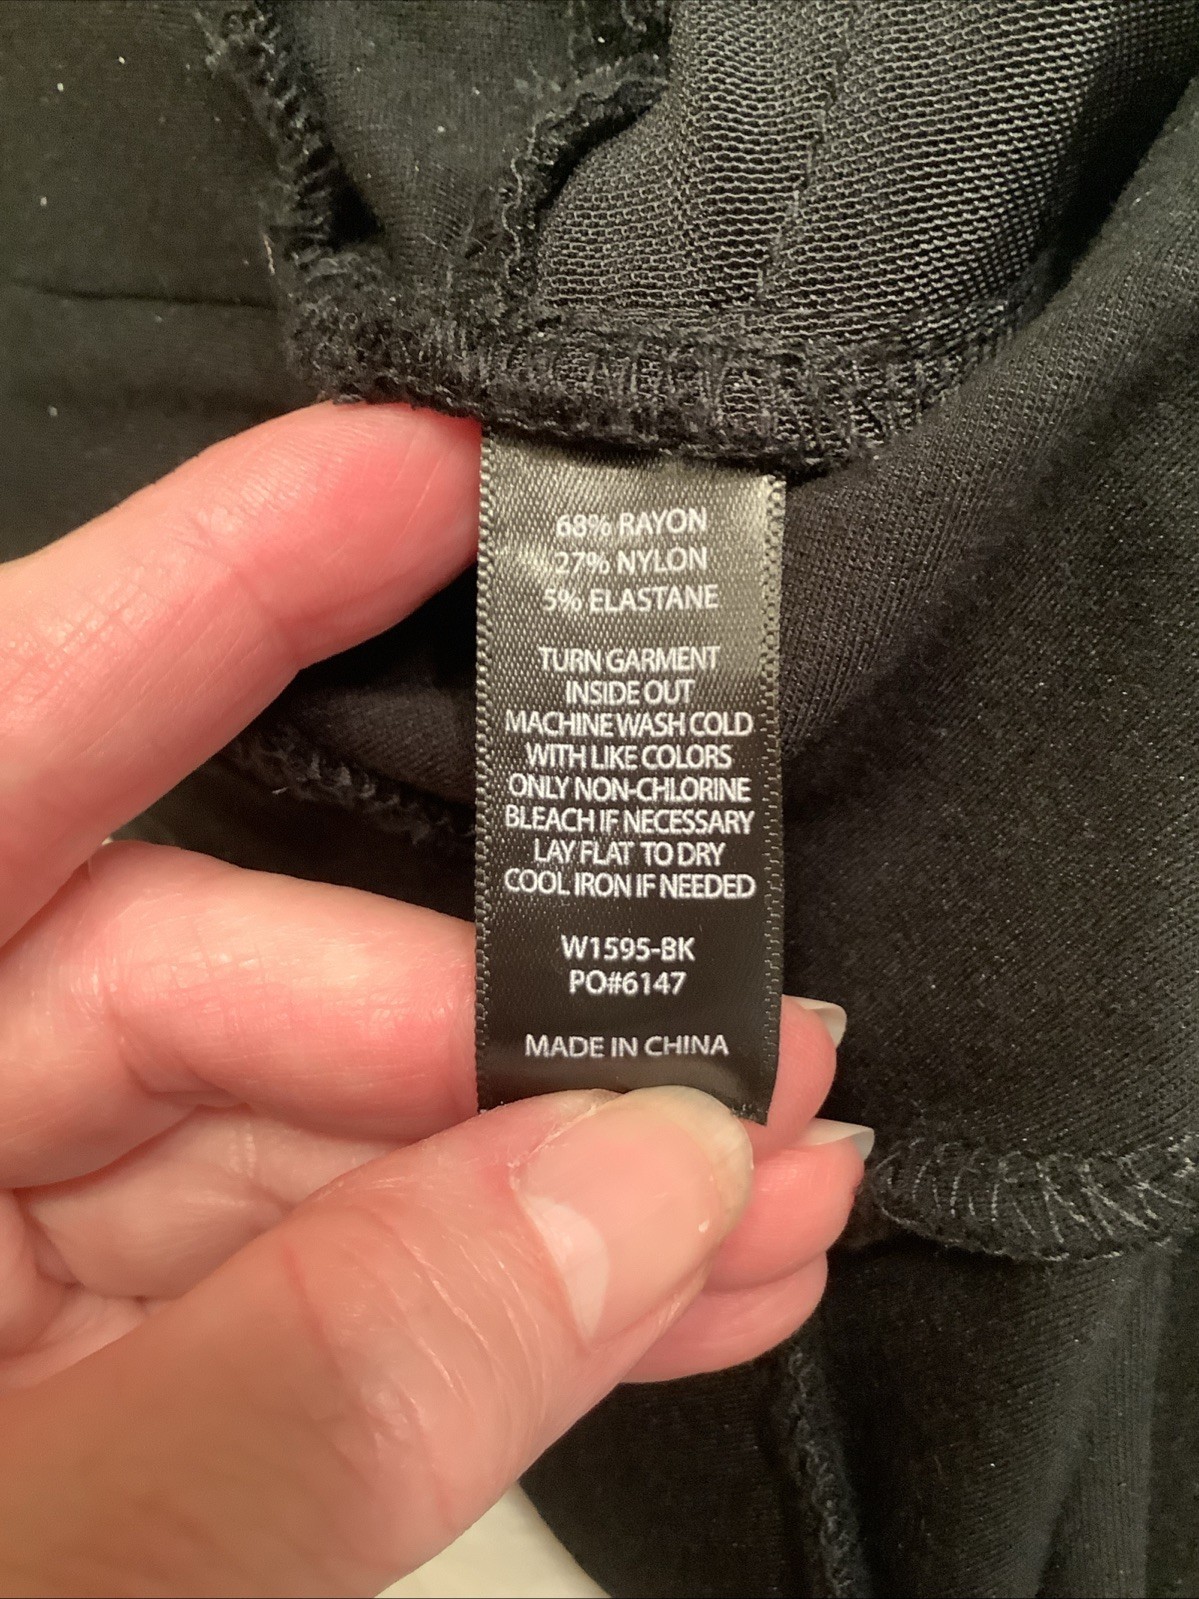 68% RAYON
27% NYLON
5% ELASTANE
TURN GARMENT
INSIDE OUT
MACHINE WASH COLD
WITH LIKE COLORS
ONLY NON-CHLORINE
BLEACH IF NECESSARY
LAY FLAT TO DRY
COOL IRON IF NEEDED
W1595-BK
PO#6147
MADE IN CHINA